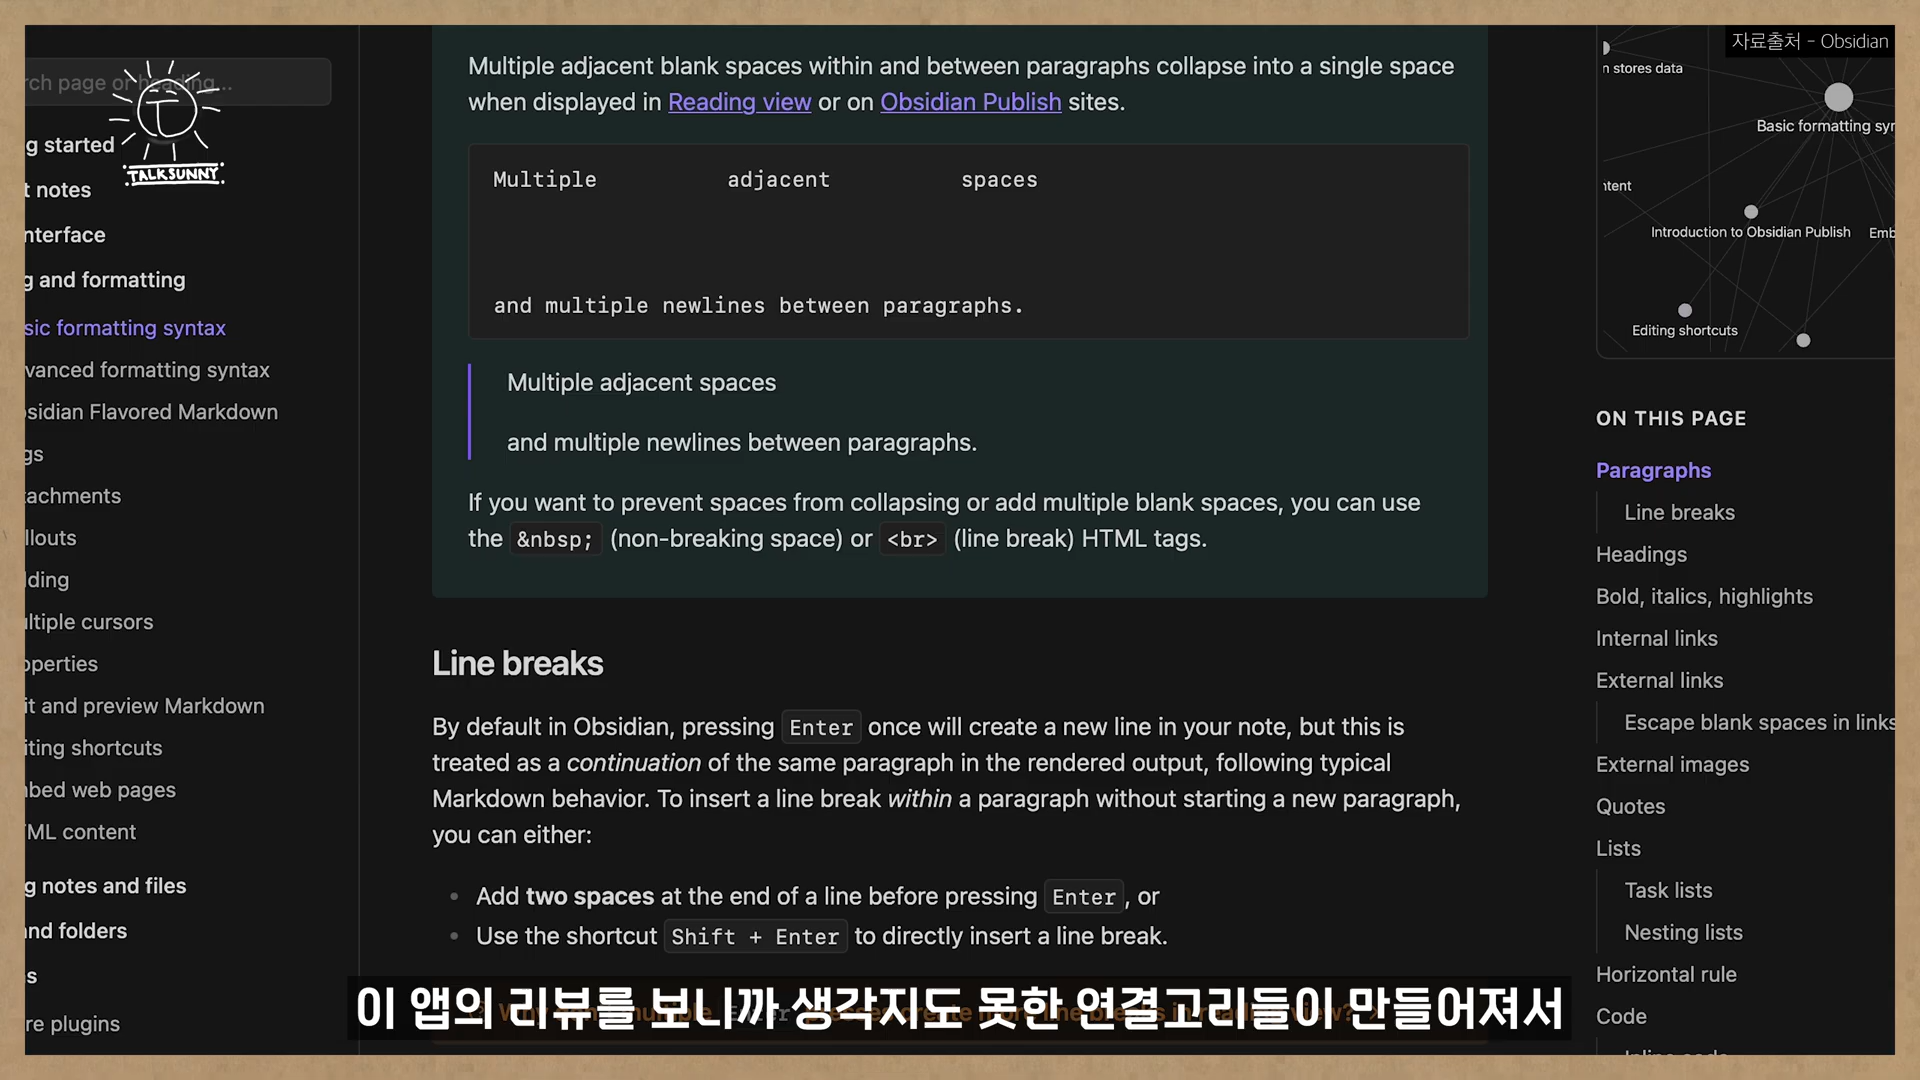 자료출처 - Obsidian
TALKSUNNY
rch page or heading...
g started
t notes
nterface
g and formatting
sic formatting syntax
vanced formatting syntax
sidian Flavored Markdown
gs
tachments
llouts
lding
ltiple cursors
operties
it and preview Markdown
iting shortcuts
bed web pages
ML content
g notes and files
nd folders
s
re plugins
Multiple adjacent blank spaces within and between paragraphs collapse into a single space
when displayed in Reading view or on Obsidian Publish sites.
Multiple adjacent spaces
and multiple newlines between paragraphs.
Multiple adjacent spaces
and multiple newlines between paragraphs.
If you want to prevent spaces from collapsing or add multiple blank spaces, you can use
the &nbsp; (non-breaking space) or <br> (line break) HTML tags.
Line breaks
By default in Obsidian, pressing Enter once will create a new line in your note, but this is
treated as a continuation of the same paragraph in the rendered output, following typical
Markdown behavior. To insert a line break within a paragraph without starting a new paragraph,
you can either:
Add two spaces at the end of a line before pressing Enter, or
Use the shortcut Shift + Enter to directly insert a line break.
이 앱의 리뷰를 보니까 생각지도 못한 연결고리들이 만들어져서
n stores data
Basic formatting syn
ntent
Introduction to Obsidian Publish
Emb
Editing shortcuts
ON THIS PAGE
Paragraphs
Line breaks
Headings
Bold, italics, highlights
Internal links
External links
Escape blank spaces in links
External images
Quotes
Lists
Task lists
Nesting lists
Horizontal rule
Code